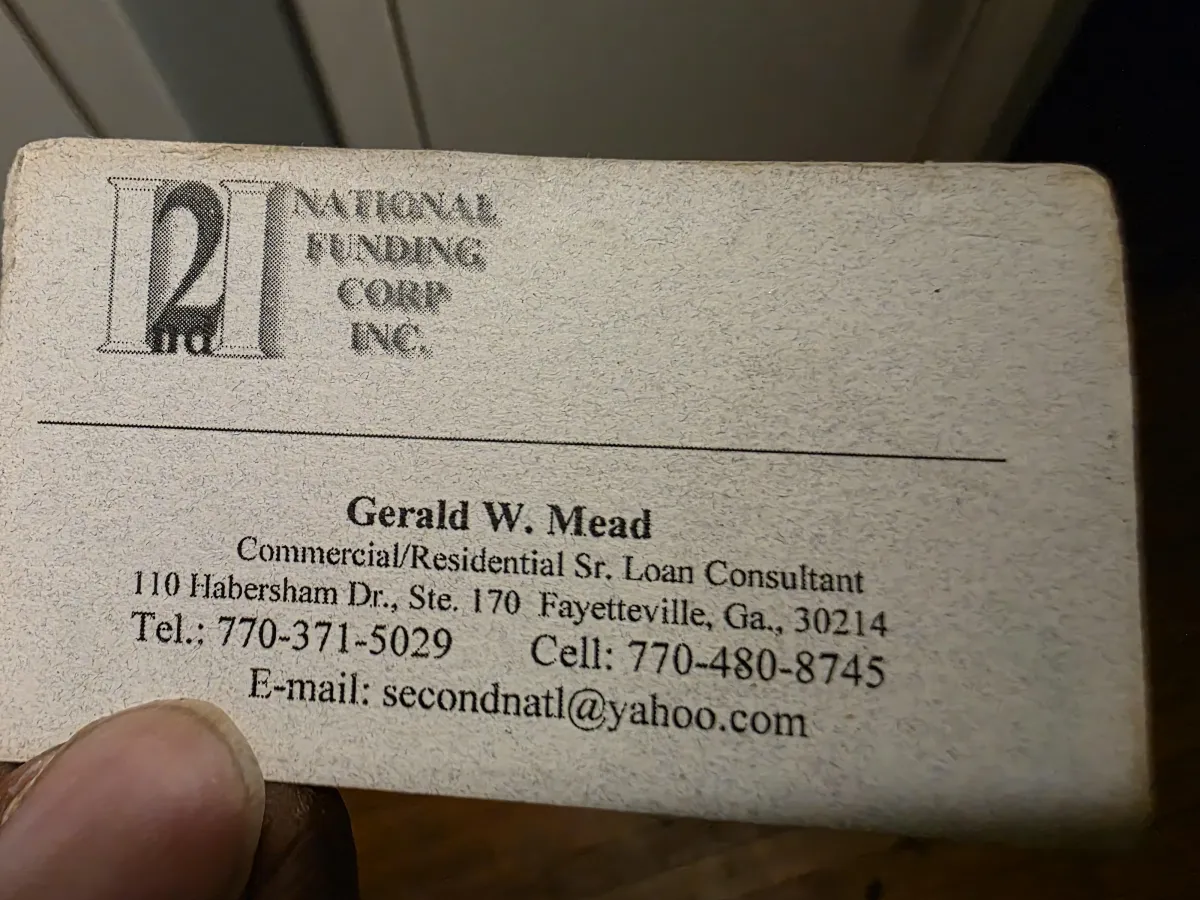 2nd
NATIONAL
FUNDING
CORP
INC.
Gerald W. Mead
Commercial/Residential Sr. Loan Consultant
110 Habersham Dr., Ste. 170 Fayetteville, Ga., 30214
Tel.: 770-371-5029 Cell: 770-480-8745
E-mail: secondnatl@yahoo.com